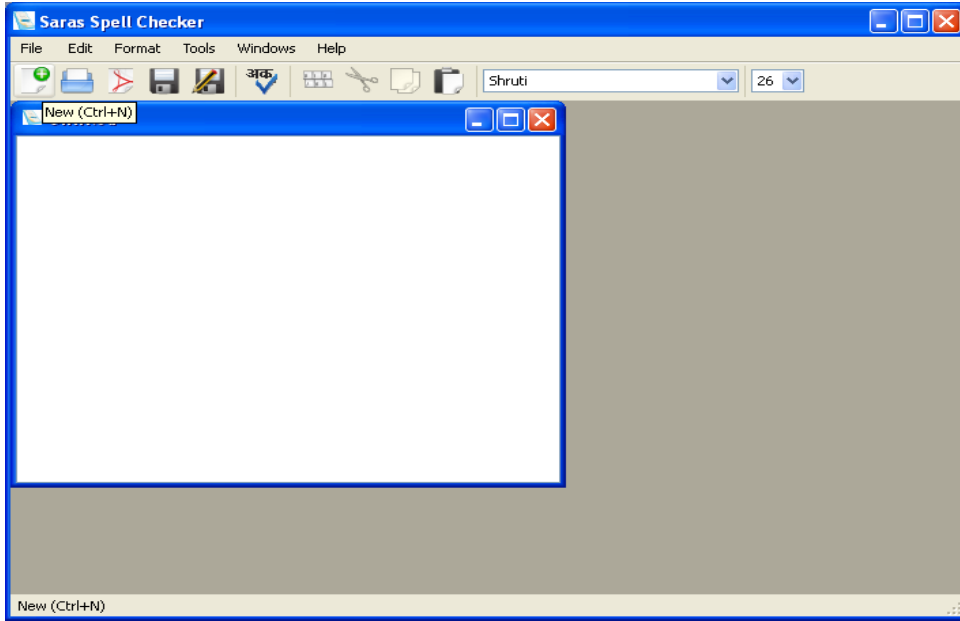 Saras Spell Checker
File Edit Format Tools Windows Help
अक Shruti 26
New (Ctrl+N)
New (Ctrl+N)